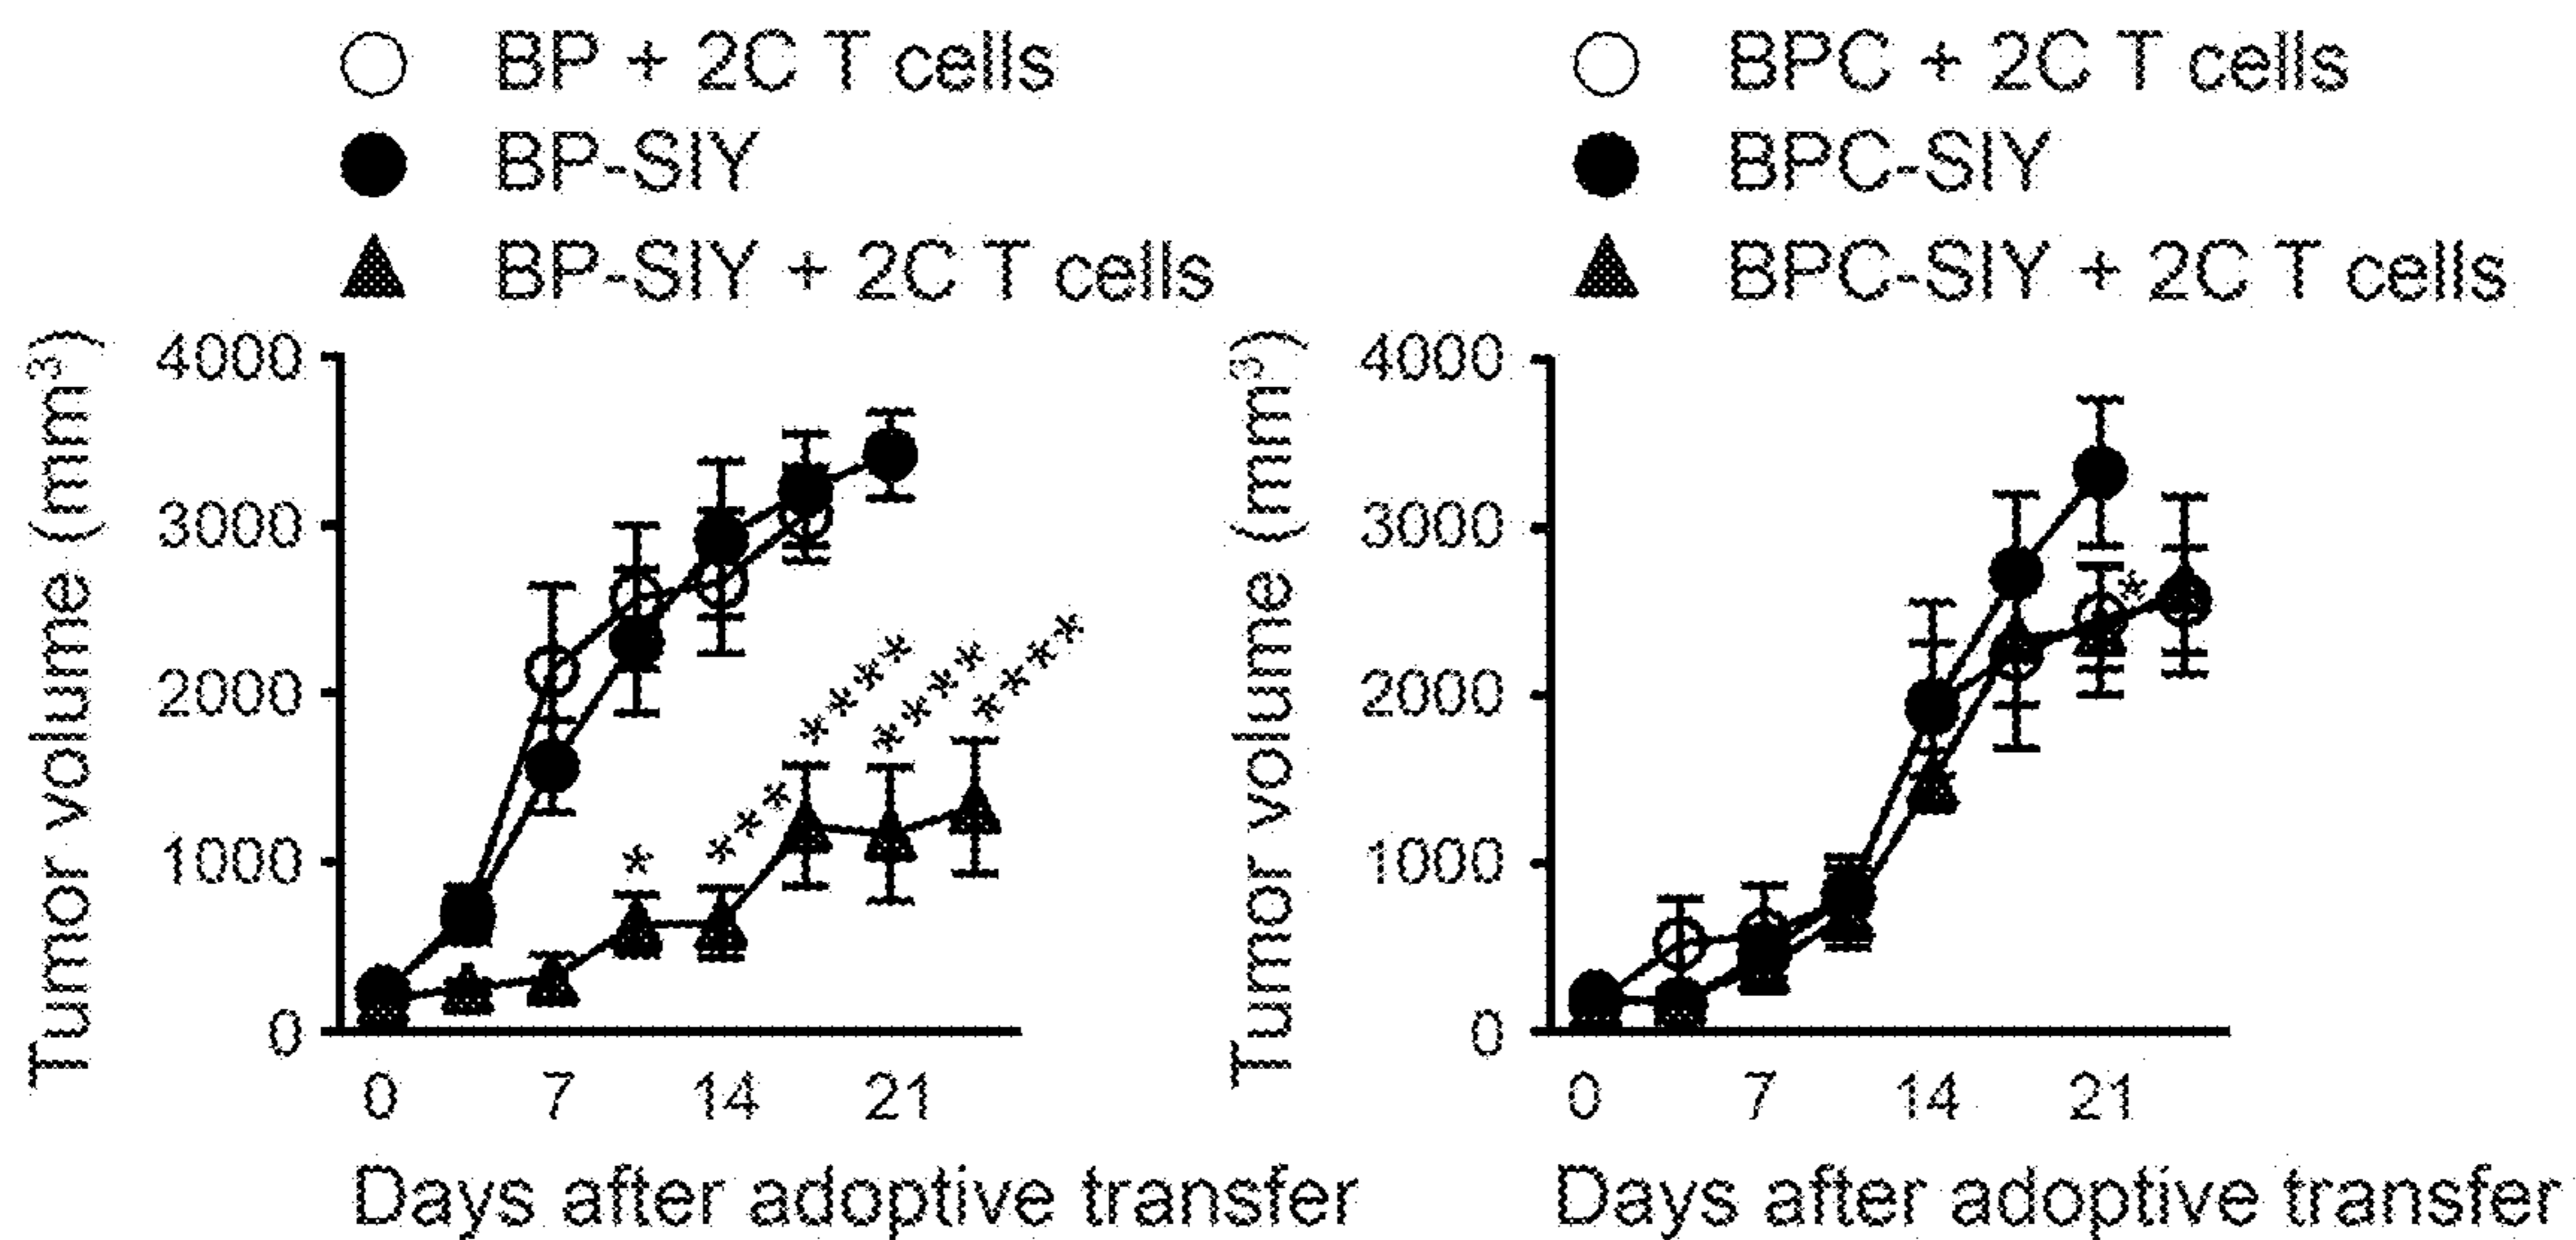 BP + 2C T cells
BP-SIY
BP-SIY + 2C T cells
Tumor volume (mm³)
4000
3000
2000
1000
0
*
***
****
****
****
0 7 14 21
Days after adoptive transfer
BPC + 2C T cells
BPC-SIY
BPC-SIY + 2C T cells
Tumor volume (mm³)
4000
3000
2000
1000
0
*
0 7 14 21
Days after adoptive transfer